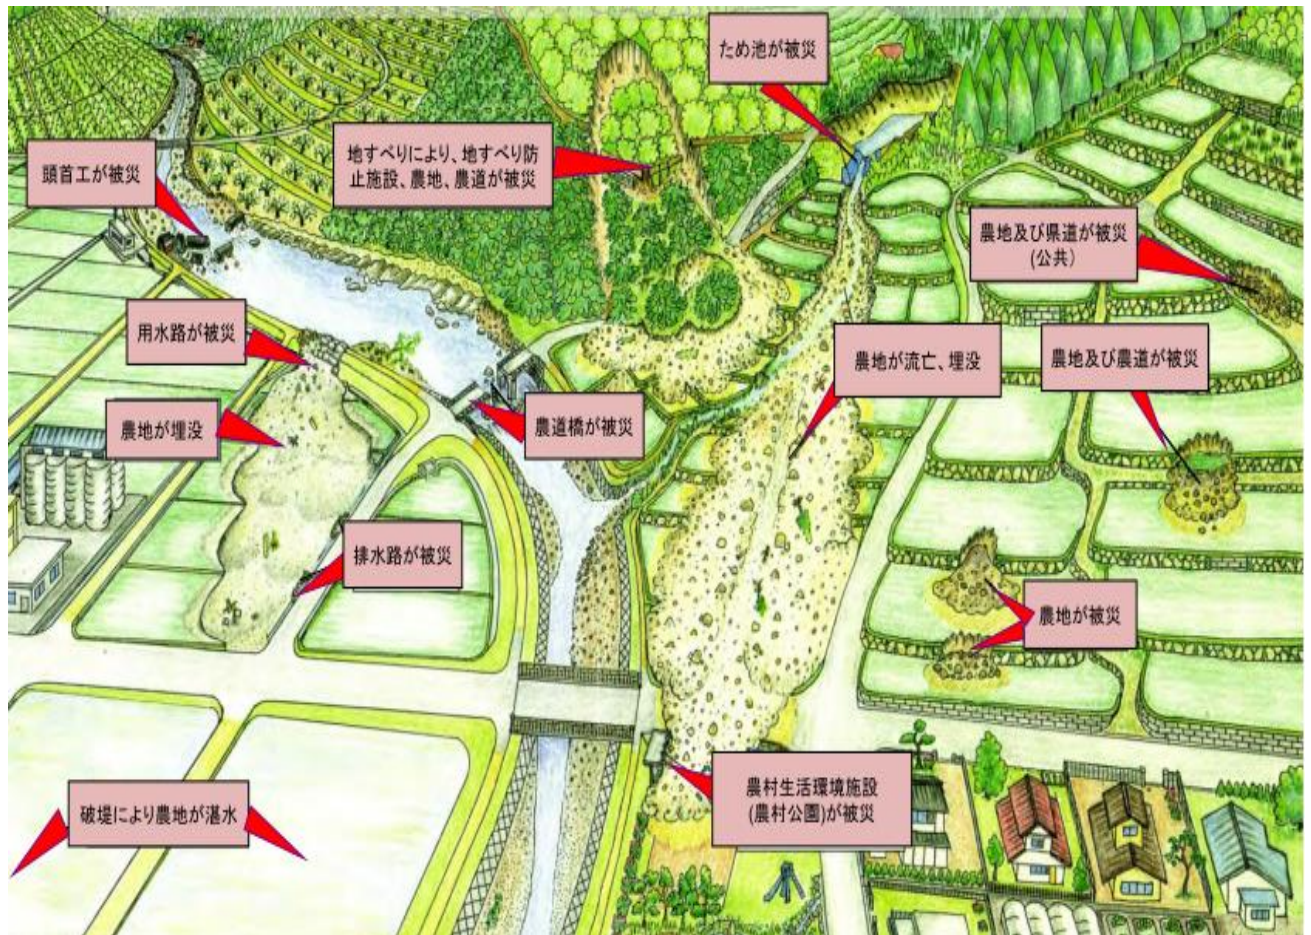 ため池が被災
地すべりにより、地すべり防
止施設、農地、農道が被災
頭首工が被災
農地及び県道が被災
(公共)
用水路が被災
農地が流亡、埋没
農地及び農道が被災
農地が埋没
農道橋が被災
排水路が被災
農地が被災
農村生活環境施設
(農村公園)が被災
破堤により農地が湛水